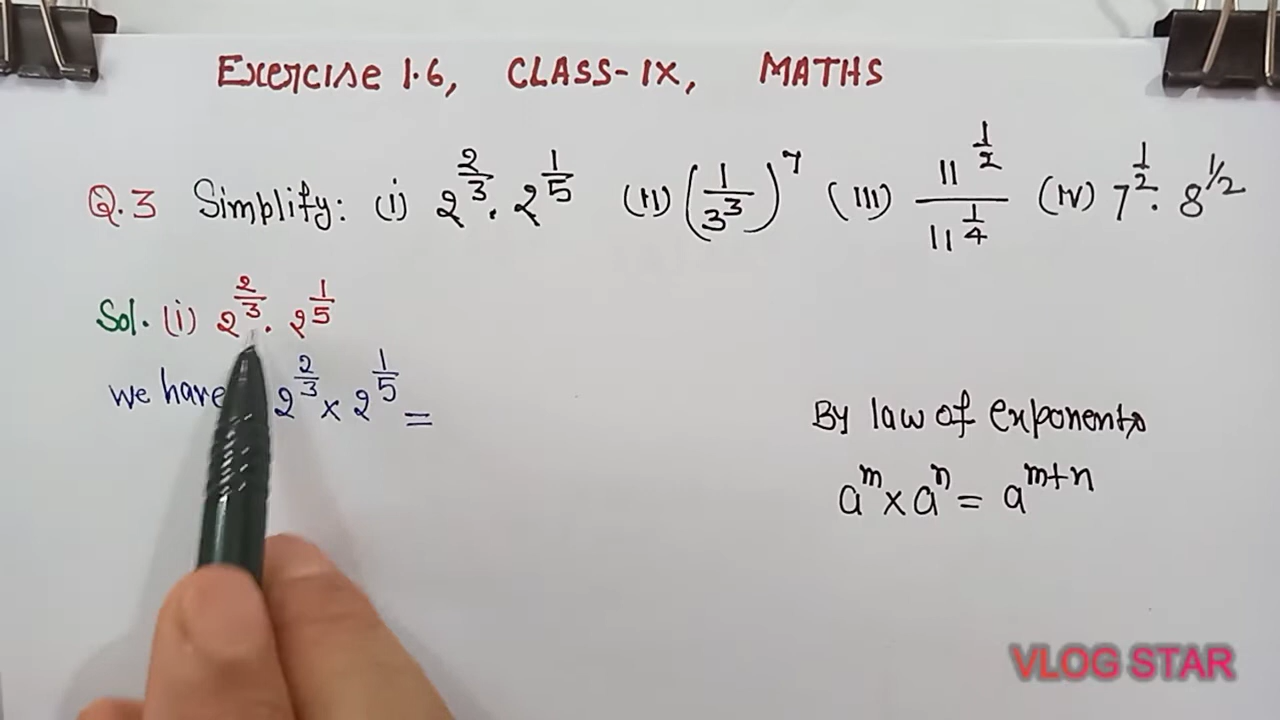 Exercise 1.6, CLASS-IX, MATHS
Q.3 Simplify: (i) 2^(2/3) . 2^(1/5) (II) (1/3^3)^7 (III) 11^(1/2) / 11^(1/4) (IV) 7^(1/2) . 8^(1/2)
Sol. (i) 2^(2/3) . 2^(1/5)
we have 2^(2/3) x 2^(1/5) =
By law of exponents
a^m x a^n = a^(m+n)
VLOG STAR